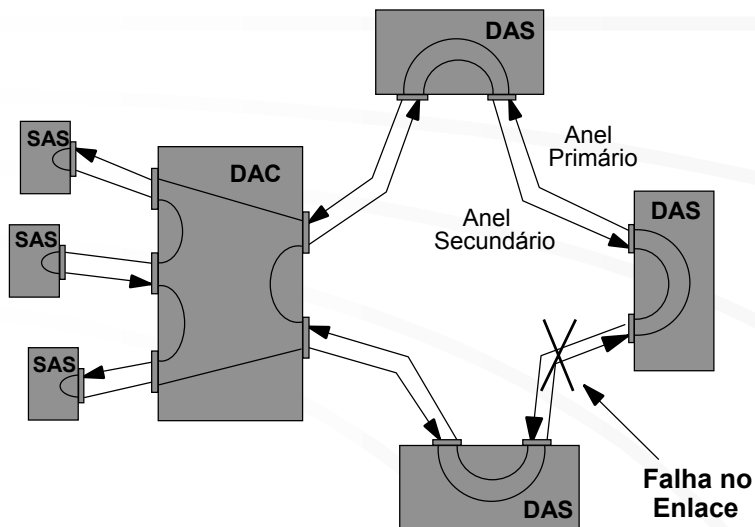 DAS
Anel
Primário
SAS
DAC
DAS
Anel
Secundário
SAS
SAS
Falha no
Enlace
DAS